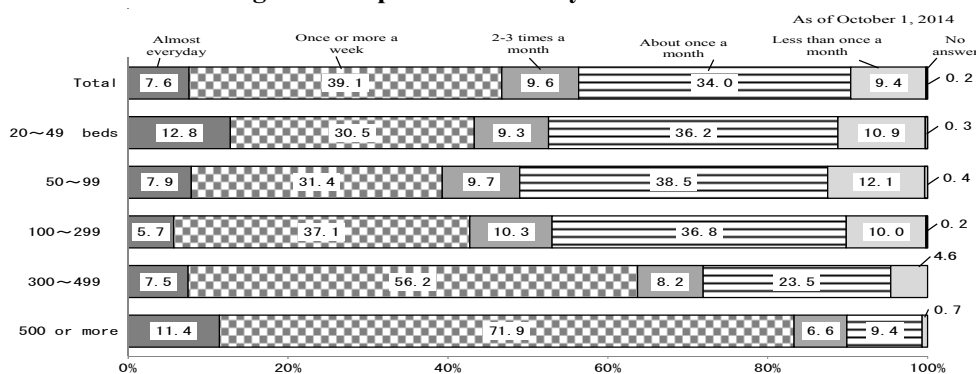 As of October 1, 2014
Almost everyday
Once or more a week
2-3 times a month
About once a month
Less than once a month
No answer
Total 7.6 39.1 9.6 34.0 9.4 0.2
20～49 beds 12.8 30.5 9.3 36.2 10.9 0.3
50～99 7.9 31.4 9.7 38.5 12.1 0.4
100～299 5.7 37.1 10.3 36.8 10.0 0.2
300～499 7.5 56.2 8.2 23.5 4.6
500 or more 11.4 71.9 6.6 9.4 0.7
0% 20% 40% 60% 80% 100%